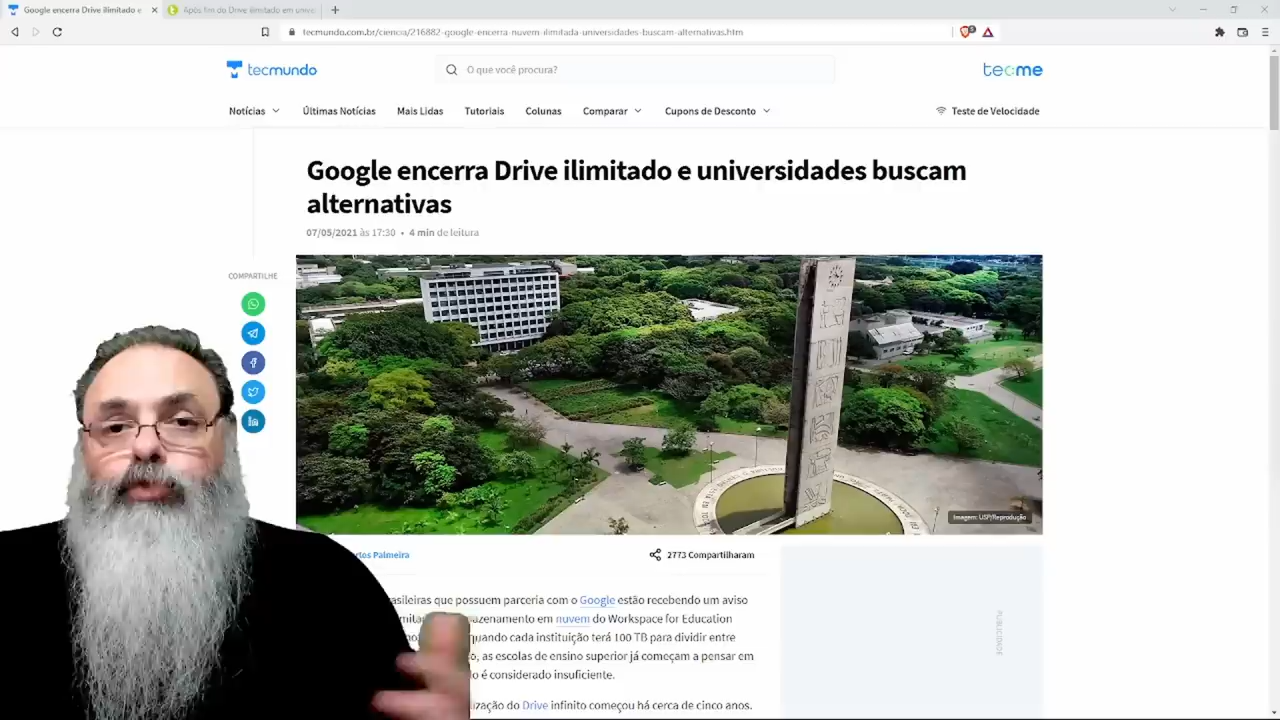 Google encerra Drive ilimitado e
Após fim do Drive ilimitado em unive
tecmundo.com.br/ciencia/216882-google-encerra-nuvem-ilimitada-universidades-buscam-alternativas.htm
tecmundo
O que você procura?
tecme
Notícias
Últimas Notícias
Mais Lidas
Tutoriais
Colunas
Comparar
Cupons de Desconto
Teste de Velocidade
Google encerra Drive ilimitado e universidades buscam
alternativas
07/05/2021 às 17:30 • 4 min de leitura
COMPARTILHE
Imagem: USP/Reprodução
Palmeira
2773 Compartilharam
que possuem parceria com o Google estão recebendo um aviso
em nuvem do Workspace for Education
quando cada instituição terá 100 TB para dividir entre
as escolas de ensino superior já começam a pensar em
é considerado insuficiente.
do Drive infinito começou há cerca de cinco anos.
PUBLICIDADE